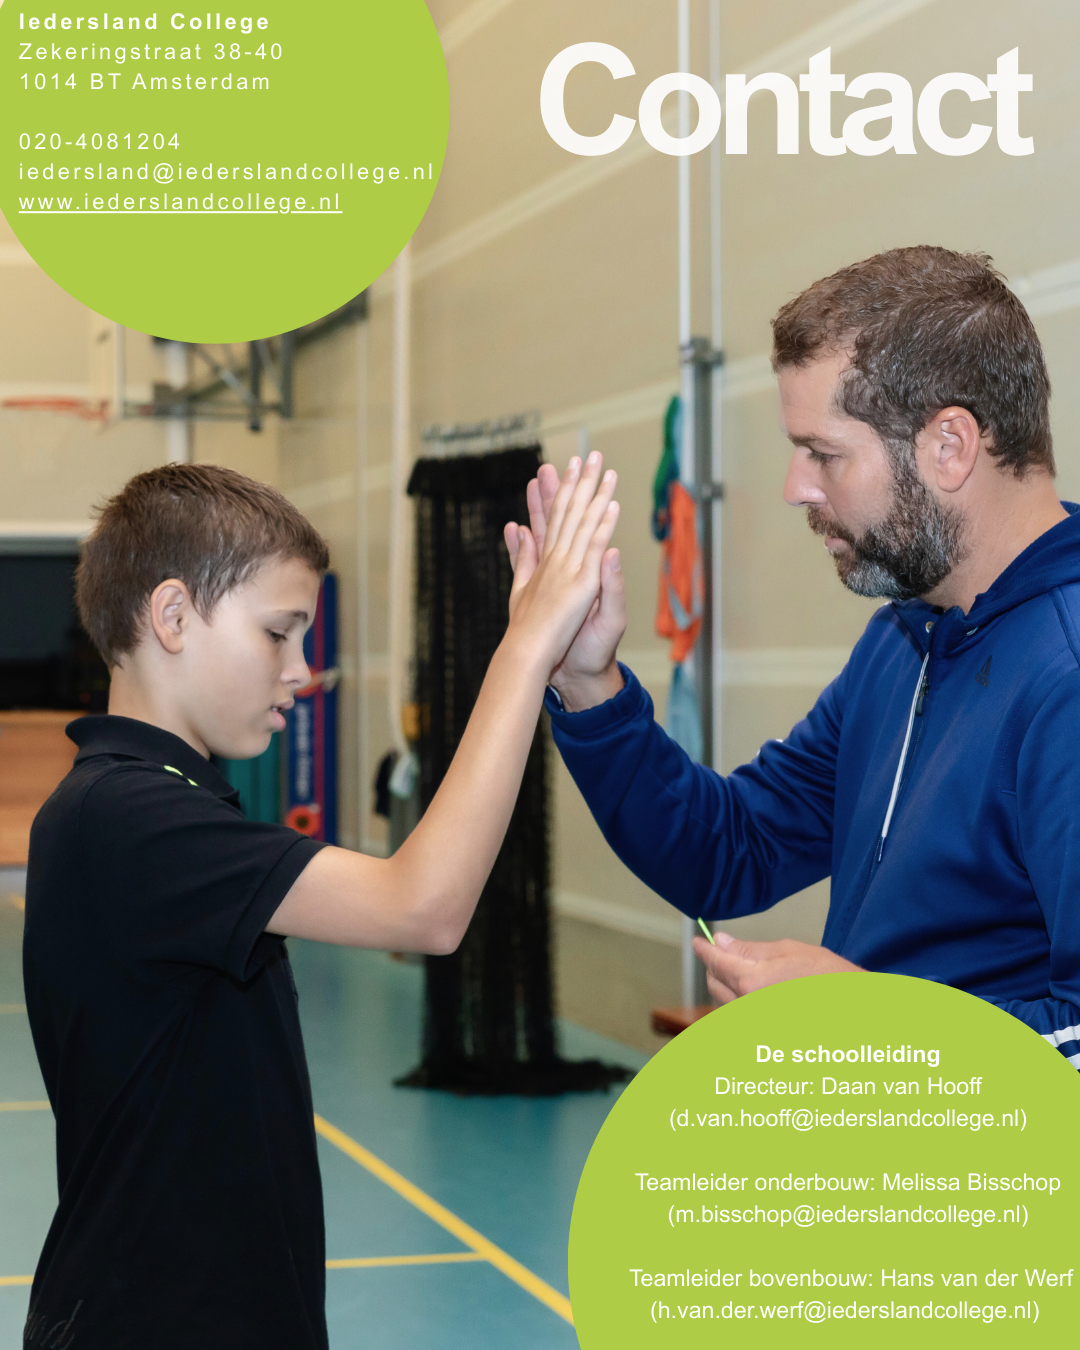 Iedersland College
Zekeringstraat 38-40
1014 BT Amsterdam
020-4081204
iedersland@iederslandcollege.nl
www.iederslandcollege.nl
Contact
De schoolleiding
Directeur: Daan van Hooff
(d.van.hooff@iederslandcollege.nl)
Teamleider onderbouw: Melissa Bisschop
(m.bisschop@iederslandcollege.nl)
Teamleider bovenbouw: Hans van der Werf
(h.van.der.werf@iederslandcollege.nl)